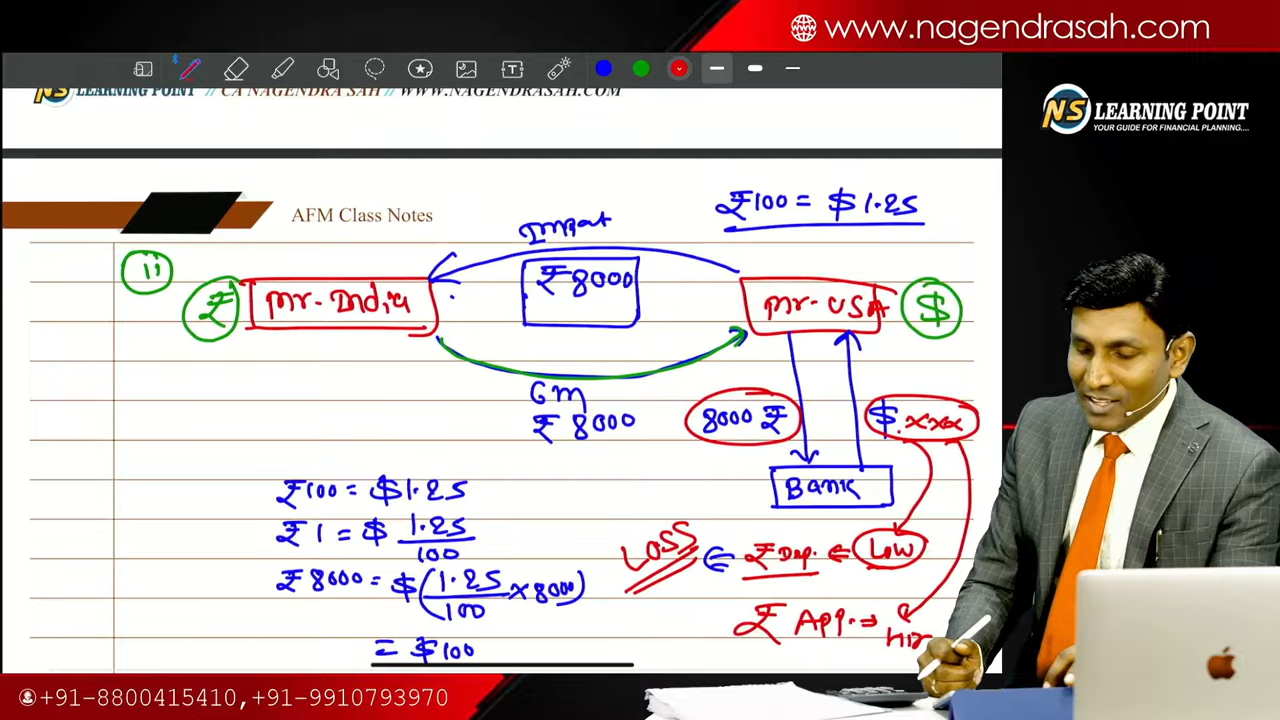 www.nagendrasah.com
LEARNING POINT // CA NAGENDRA SAH // WWW.NAGENDRASAH.COM
NS LEARNING POINT
YOUR GUIDE FOR FINANCIAL PLANNING....
AFM Class Notes
₹100 = $1.25
Import
ii
₹
Mr. India
₹8000
Mr. USA
$
6m
₹ 8000
8000 ₹
$.xxx
Bank
₹100 = $1.25
₹ 1 = $ 1.25/100
₹ 8000 = $(1.25/100 × 8000)
= $100
LOSS ⇐ ₹ Dep. ⇐ Low
₹ App. ⇒
+91-8800415410,+91-9910793970